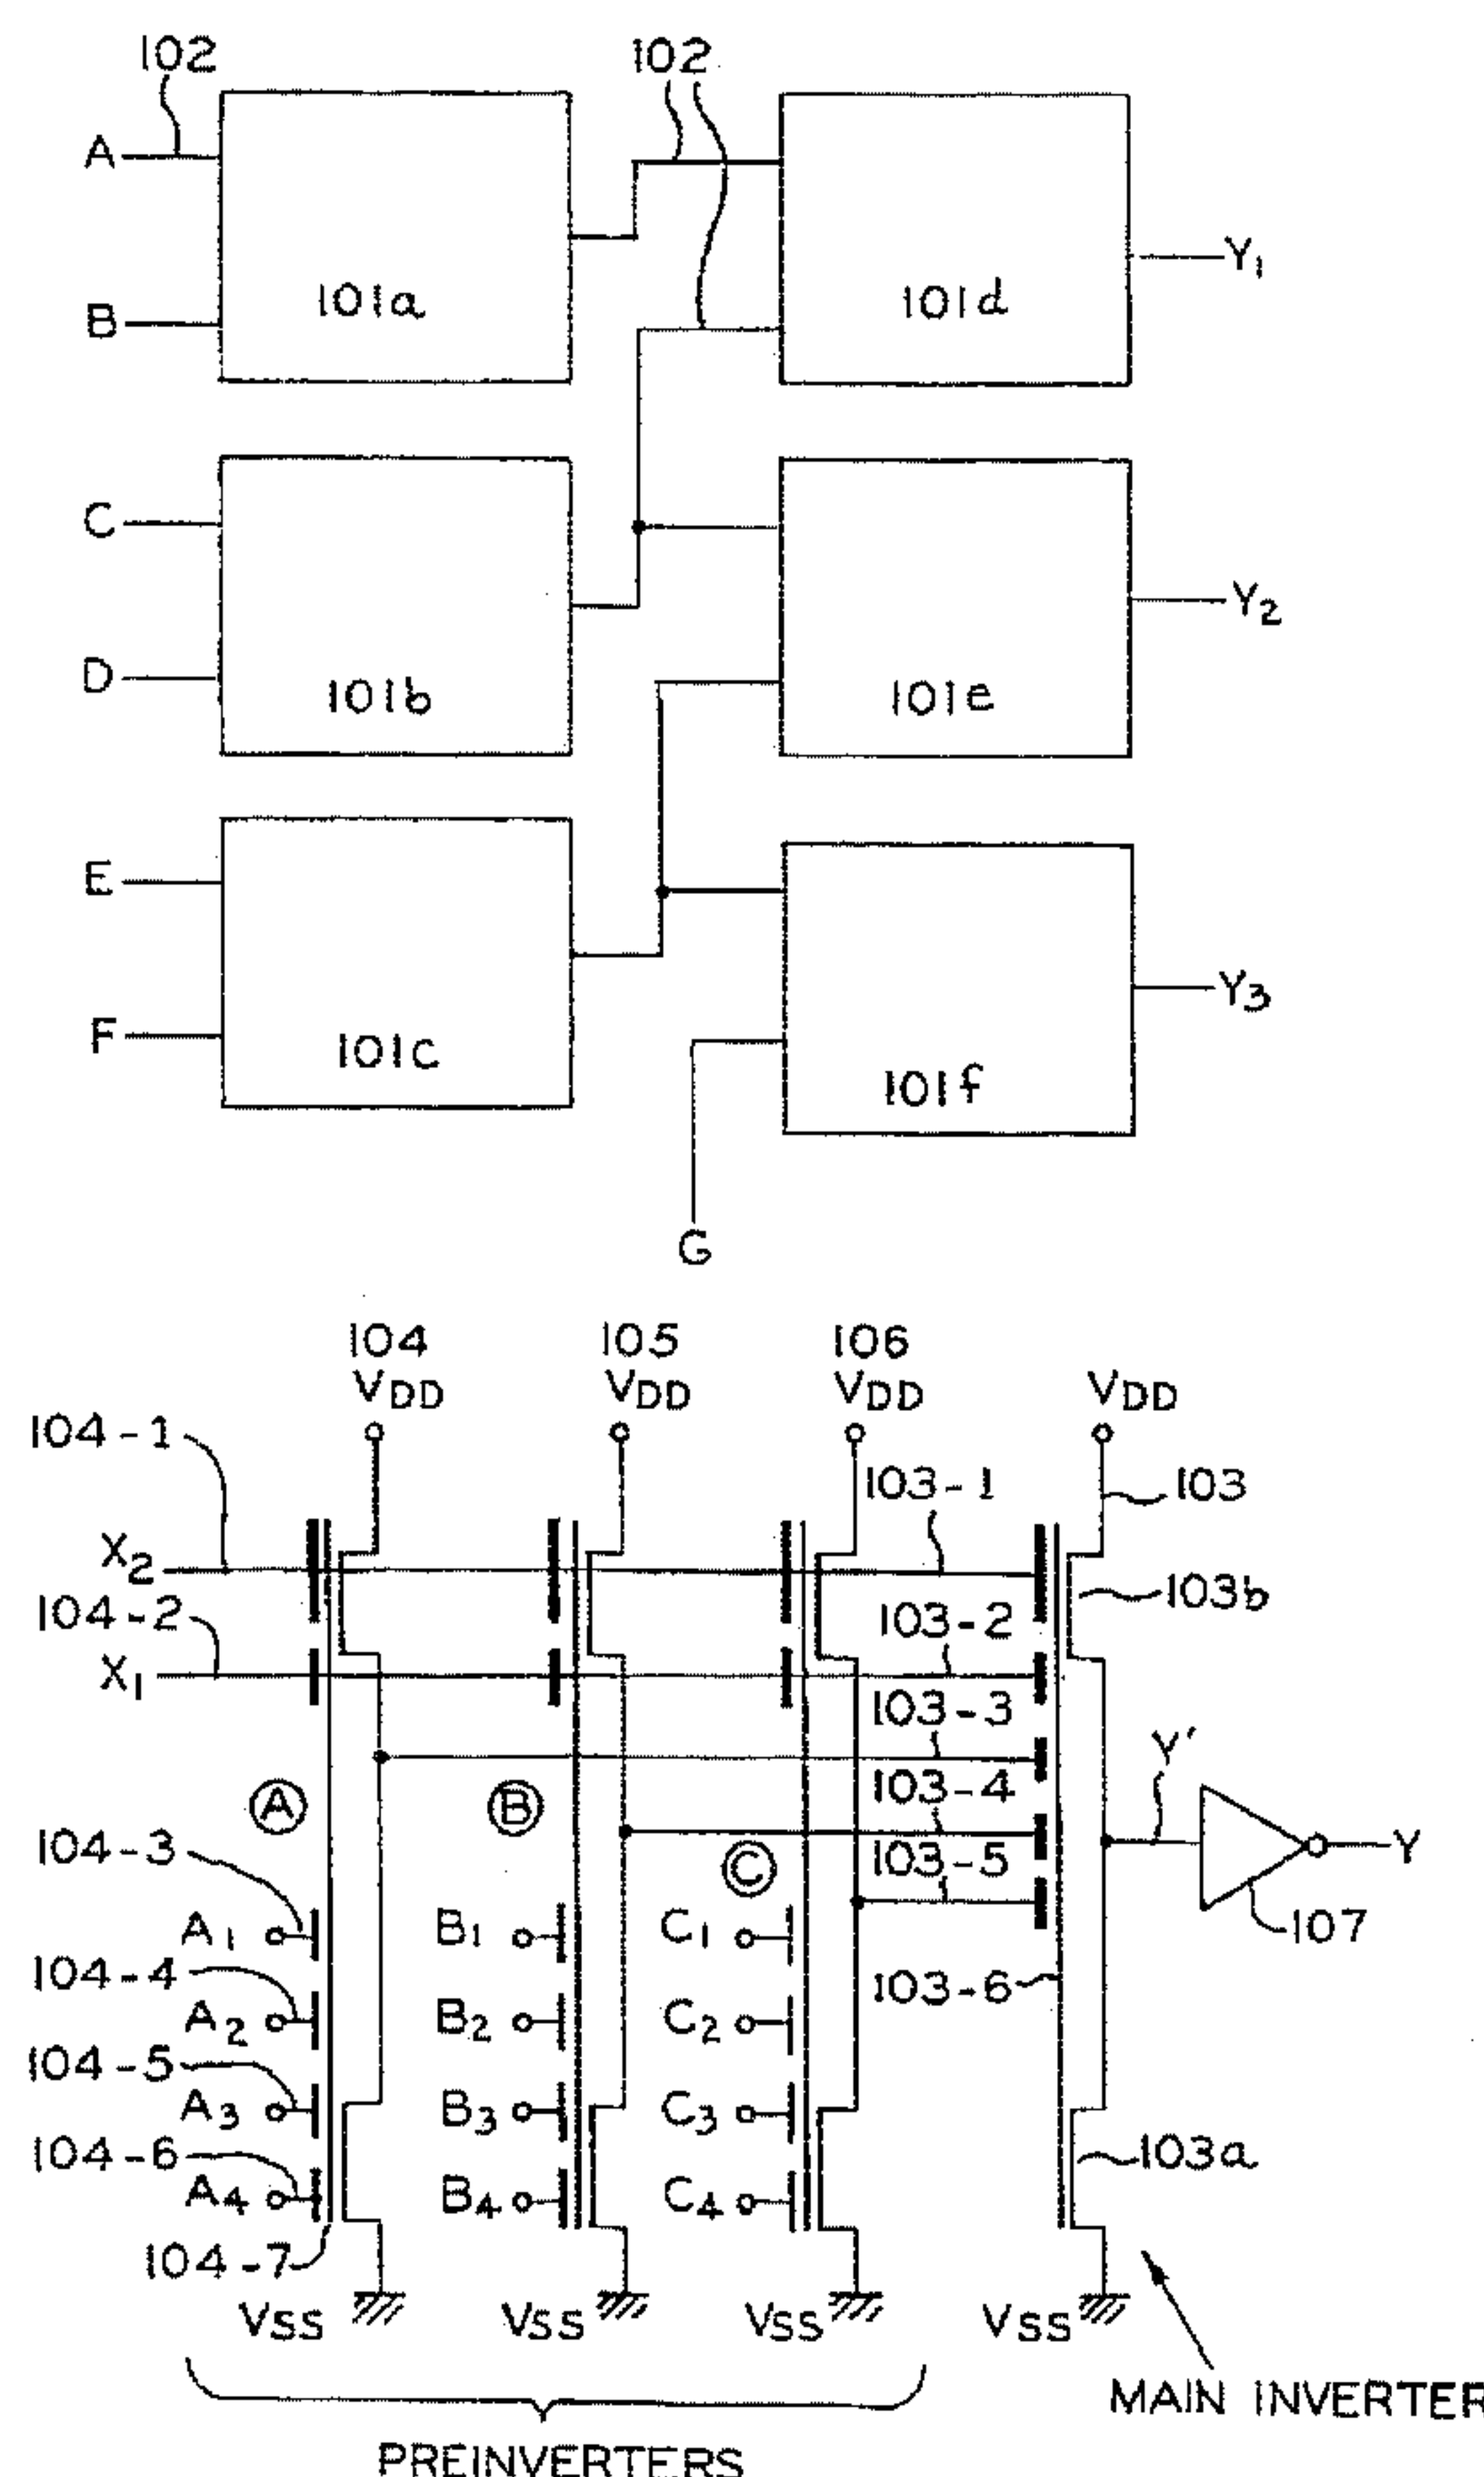 102 102
A
101a 101d Y1
B
C
Y2
D 101b 101e
E
Y3
F 101c 101f
G
104 105 106
VDD VDD VDD VDD
104-1
103-1 103
X2
103b
104-2 103-2
X1
103-3
V'
103-4
A B
104-3 103-5 Y
C
A1 B1 C1 107
104-4 103-6
A2 B2 C2
104-5
A3 B3 C3
104-6 103a
A4 B4 C4
104-7
VSS VSS VSS VSS
MAIN INVERTER
PREINVERTERS